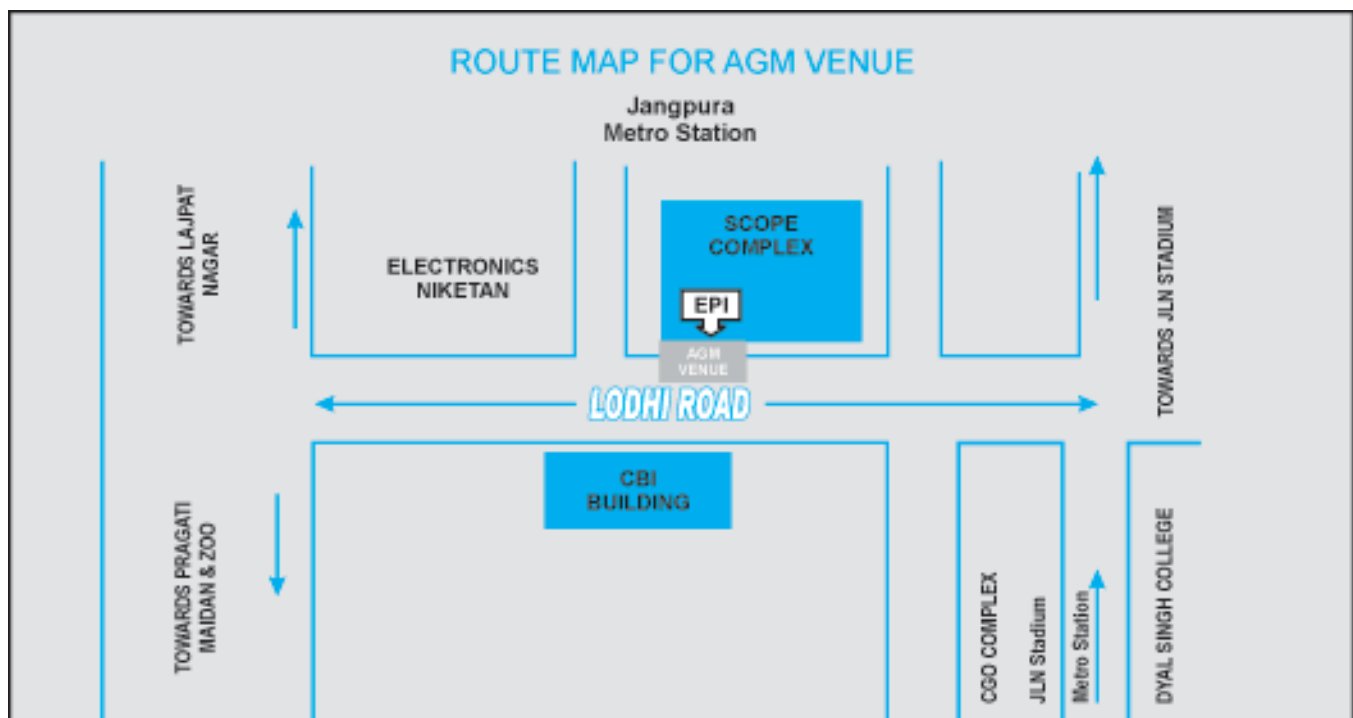 ROUTE MAP FOR AGM VENUE
Jangpura
Metro Station
TOWARDS LAJPAT
NAGAR
ELECTRONICS
NIKETAN
SCOPE
COMPLEX
EPI
AGM
VENUE
TOWARDS JLN STADIUM
LODHI ROAD
CBI
BUILDING
TOWARDS PRAGATI
MAIDAN & ZOO
CGO COMPLEX
JLN Stadium
Metro Station
DYAL SINGH COLLEGE